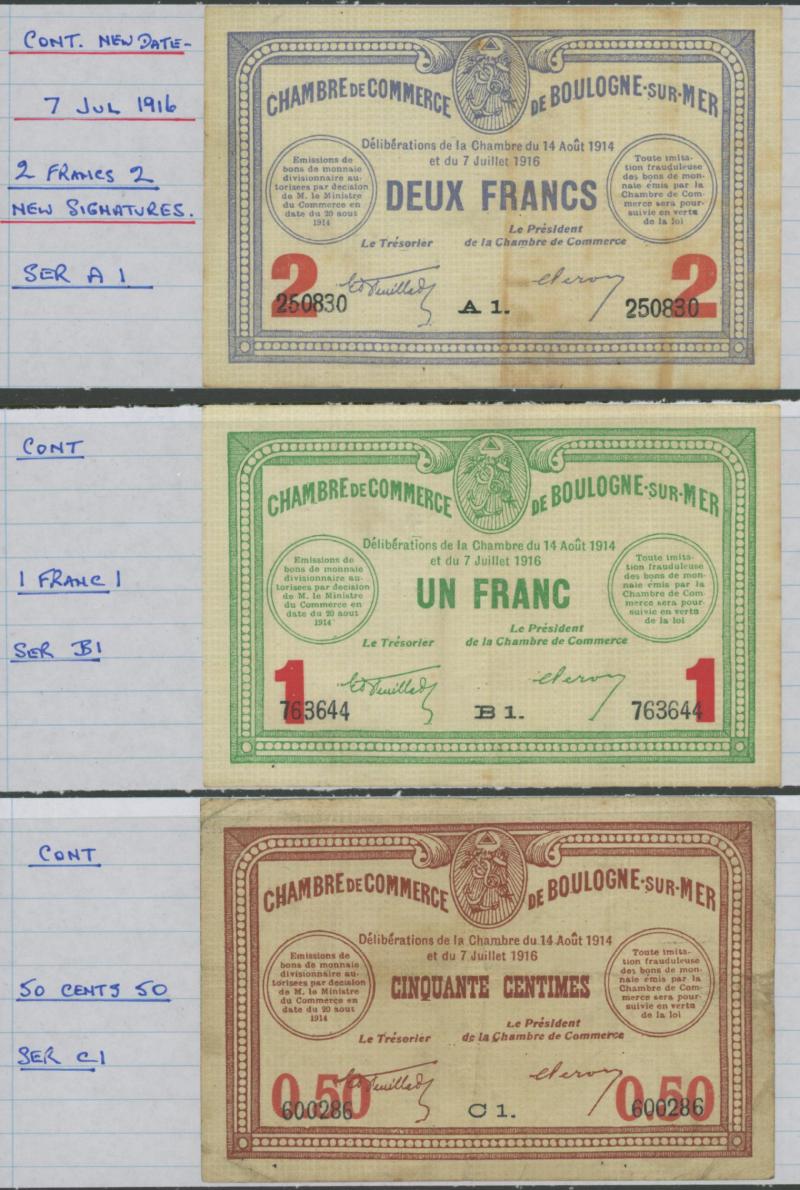 CONT. NEW DATE-
7 JUL 1916
2 FRANCS 2
NEW SIGNATURES.
SER A 1
CHAMBRE DE COMMERCE DE BOULOGNE-SUR-MER
Délibérations de la Chambre du 14 Août 1914
et du 7 Juillet 1916
Emissions de
bons de monnaie
divisionnaire au-
torisees par decision
de M. le Ministre
du Commerce en
date du 20 aout
1914
DEUX FRANCS
Toute imita-
tion frauduleuse
des bons de mon-
naie émis par la
Chambre de Com-
merce sera pour-
suivie en vertu
de la loi
Le Trésorier
Le Président
de la Chambre de Commerce
2 2
250830 A 1. 250830
CONT
1 FRANC 1
SER B1
CHAMBRE DE COMMERCE DE BOULOGNE-SUR-MER
Délibérations de la Chambre du 14 Août 1914
et du 7 Juillet 1916
Emissions de
bons de monnaie
divisionnaire au-
torisees par decision
de M. le Ministre
du Commerce en
date du 20 aout
1914
UN FRANC
Toute imita-
tion frauduleuse
des bons de mon-
naie émis par la
Chambre de Com-
merce sera pour-
suivie en vertu
de la loi
Le Trésorier
Le Président
de la Chambre de Commerce
1 1
763644 B 1. 763644
CONT
50 CENTS 50
SER C1
CHAMBRE DE COMMERCE DE BOULOGNE-SUR-MER
Délibérations de la Chambre du 14 Août 1914
et du 7 Juillet 1916
Emissions de
bons de monnaie
divisionnaire au-
torisees par decision
de M. le Ministre
du Commerce en
date du 20 aout
1914
CINQUANTE CENTIMES
Toute imita-
tion frauduleuse
des bons de mon-
naie émis par la
Chambre de Com-
merce sera pour-
suivie en vertu
de la loi
Le Trésorier
Le Président
de la Chambre de Commerce
0.50 0.50
600286 C 1. 600286